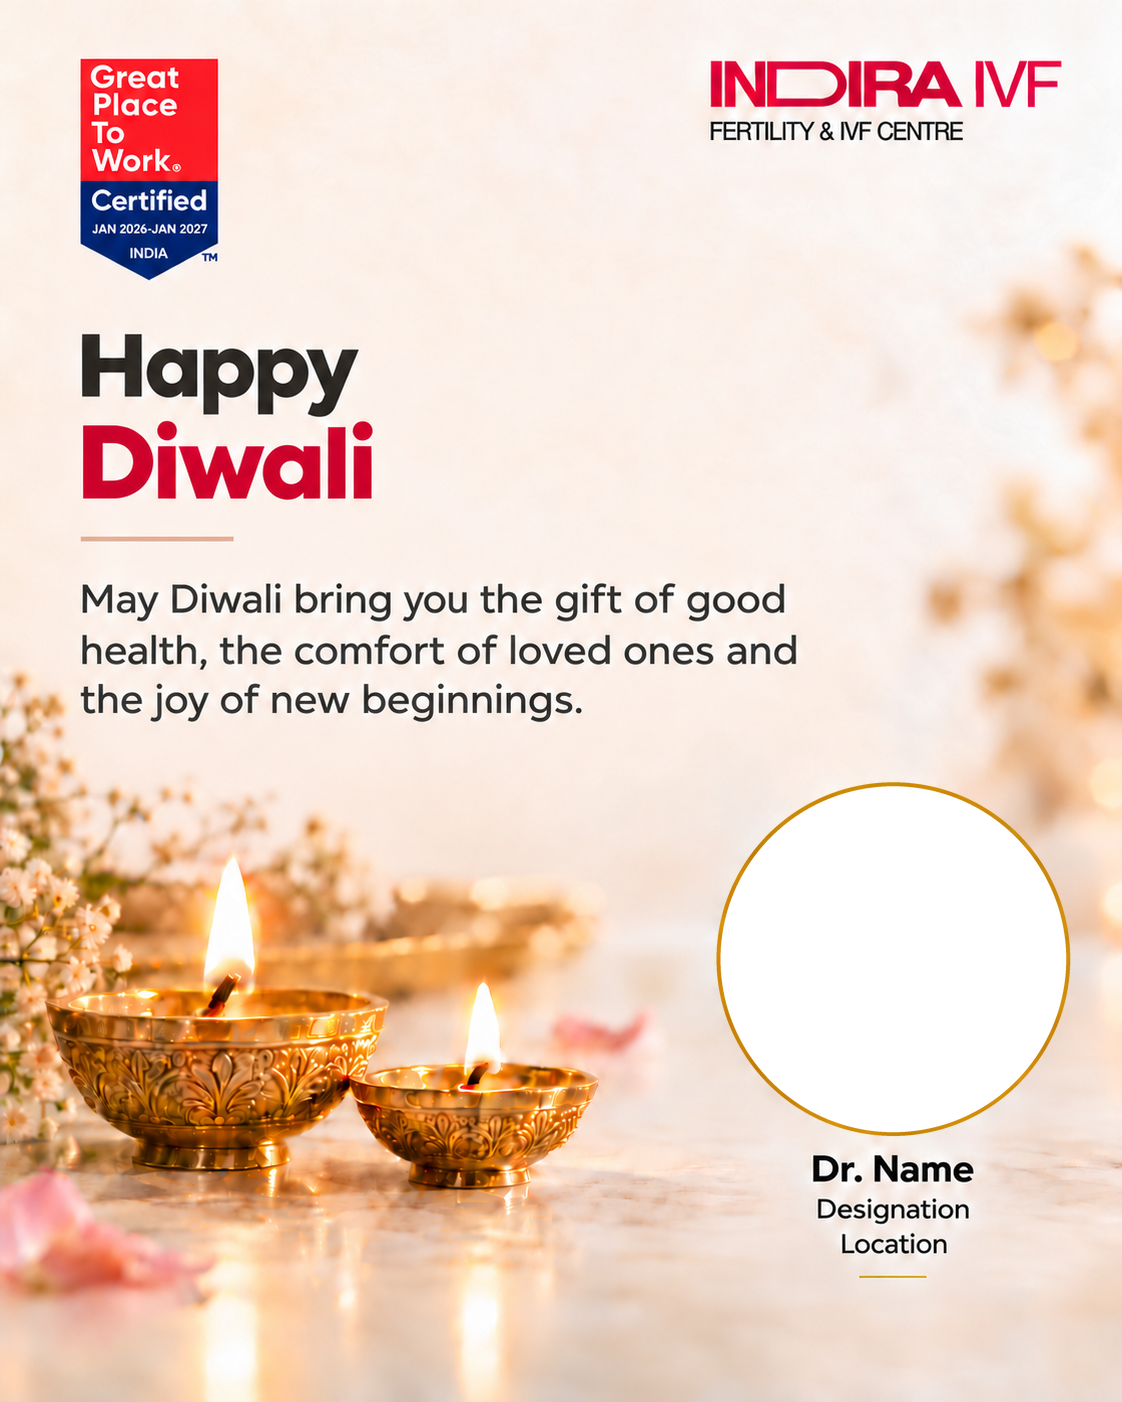 Great
Place
To
Work®
Certified
JAN 2026-JAN 2027
INDIA
TM
INDIRA IVF
FERTILITY & IVF CENTRE
Happy
Diwali
May Diwali bring you the gift of good
health, the comfort of loved ones and
the joy of new beginnings.
Dr. Name
Designation
Location